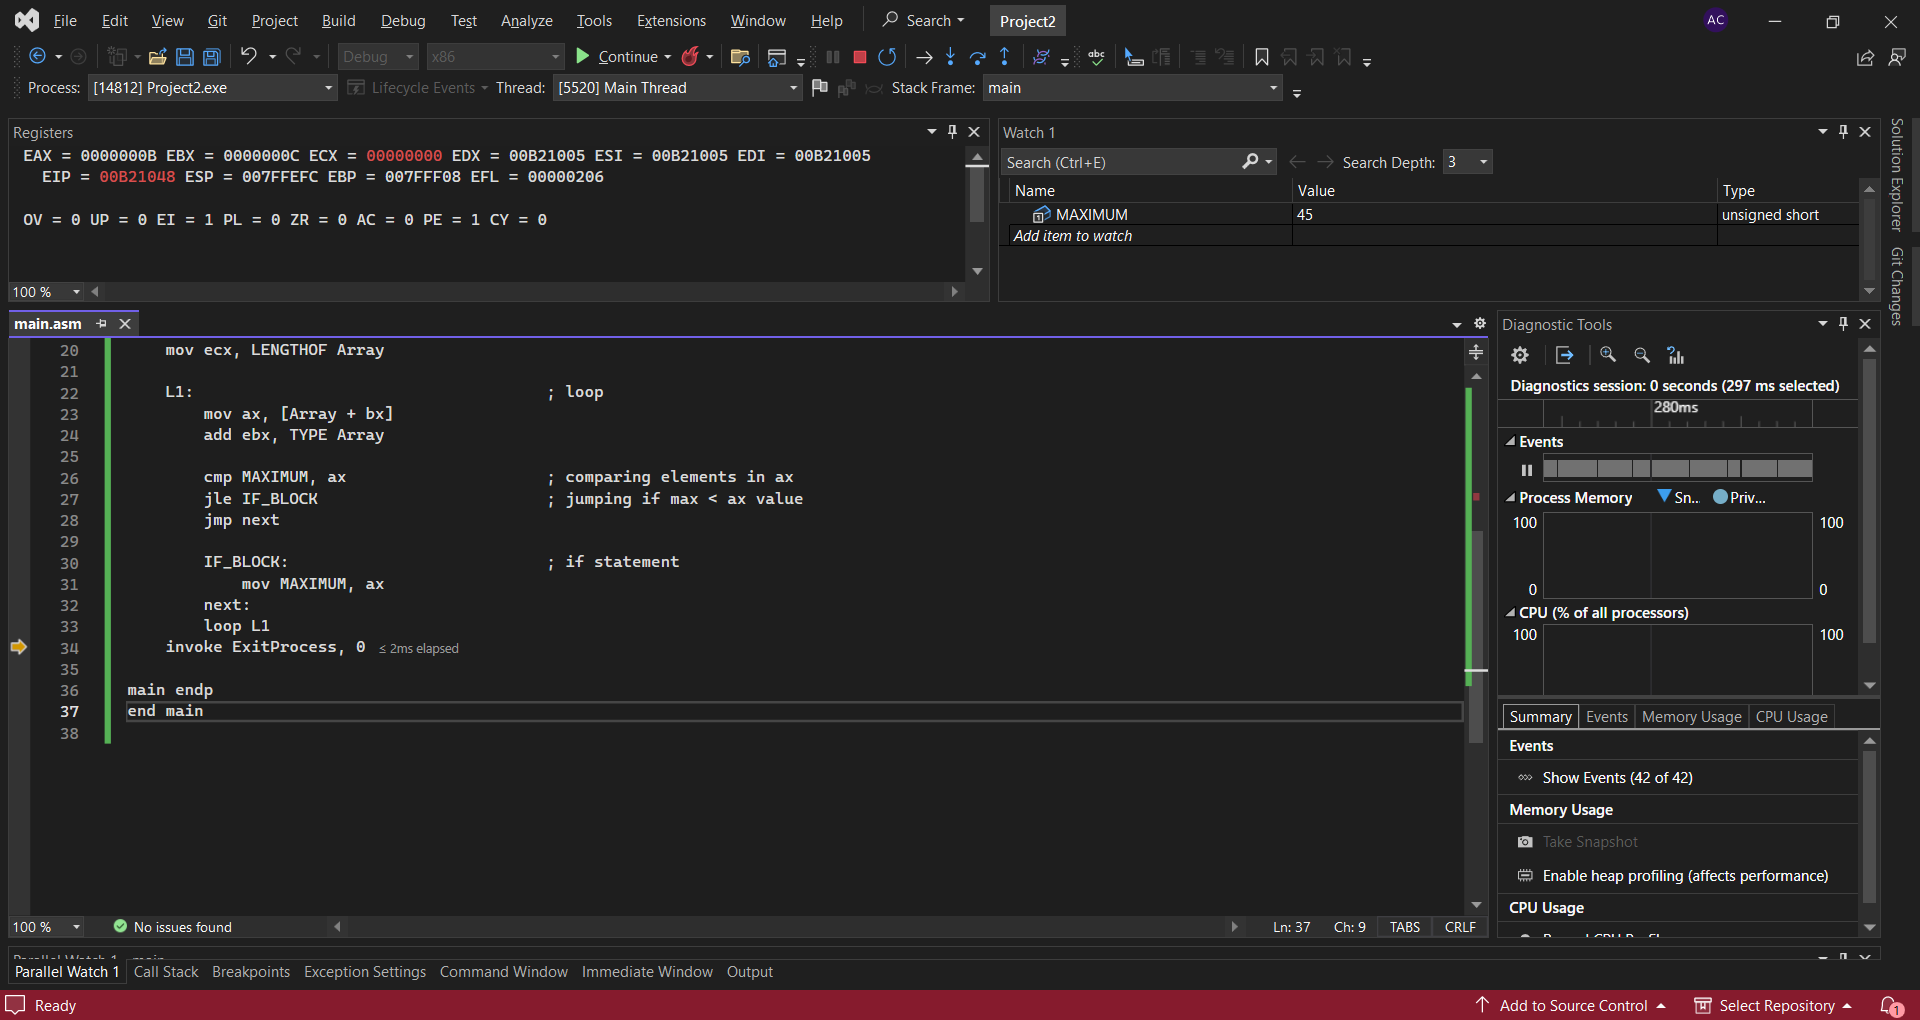 File Edit View Git Project Build Debug Test Analyze Tools Extensions Window Help Search Project2 AC
Debug x86 Continue
Process: [14812] Project2.exe Lifecycle Events Thread: [5520] Main Thread Stack Frame: main
Registers
EAX = 0000000B EBX = 0000000C ECX = 00000000 EDX = 00B21005 ESI = 00B21005 EDI = 00B21005
EIP = 00B21048 ESP = 007FFEFC EBP = 007FFF08 EFL = 00000206
OV = 0 UP = 0 EI = 1 PL = 0 ZR = 0 AC = 0 PE = 1 CY = 0
100 %
Watch 1
Search (Ctrl+E) Search Depth: 3
Name Value Type
MAXIMUM 45 unsigned short
Add item to watch
Solution Explorer
Git Changes
main.asm
20 mov ecx, LENGTHOF Array
21
22 L1: ; loop
23 mov ax, [Array + bx]
24 add ebx, TYPE Array
25
26 cmp MAXIMUM, ax ; comparing elements in ax
27 jle IF_BLOCK ; jumping if max < ax value
28 jmp next
29
30 IF_BLOCK: ; if statement
31 mov MAXIMUM, ax
32 next:
33 loop L1
34 invoke ExitProcess, 0 ≤ 2ms elapsed
35
36 main endp
37 end main
38
100 % No issues found Ln: 37 Ch: 9 TABS CRLF
Diagnostic Tools
Diagnostics session: 0 seconds (297 ms selected)
280ms
Events
Process Memory Sn... Priv...
100 100
0 0
CPU (% of all processors)
100 100
Summary Events Memory Usage CPU Usage
Events
Show Events (42 of 42)
Memory Usage
Take Snapshot
Enable heap profiling (affects performance)
CPU Usage
Parallel Watch 1 Call Stack Breakpoints Exception Settings Command Window Immediate Window Output
Ready Add to Source Control Select Repository 1